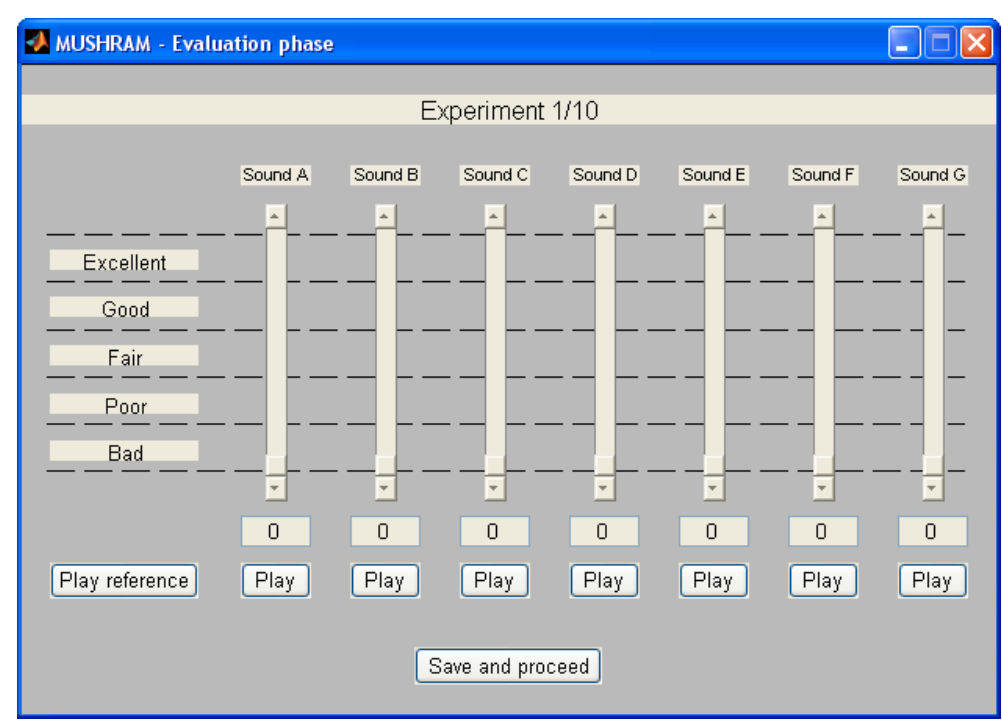 MUSHRAM - Evaluation phase
Experiment 1/10
Sound A Sound B Sound C Sound D Sound E Sound F Sound G
Excellent
Good
Fair
Poor
Bad
0 0 0 0 0 0 0
Play reference Play Play Play Play Play Play Play
Save and proceed